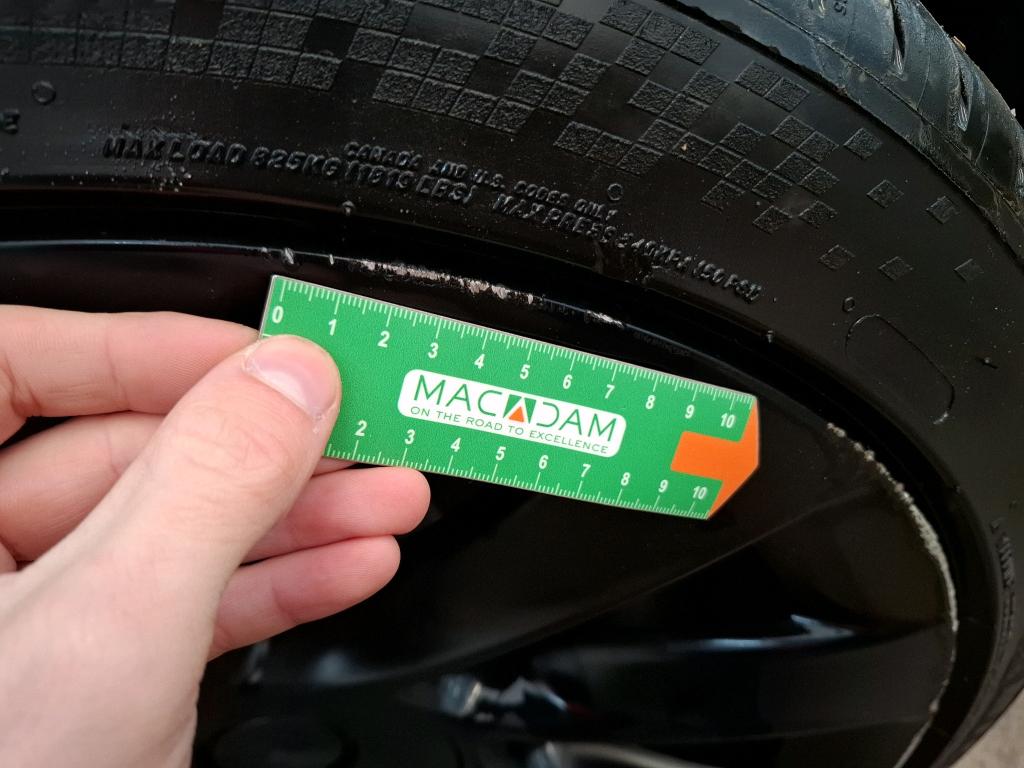 MAX LOAD 825KG (1819 LBS)
CANADA AND U.S. CODES ONLY
MAX PRESS 340KPA (50 PSI)
0 1 2 3 4 5 6 7 8 9 10
MACADAM
ON THE ROAD TO EXCELLENCE
2 3 4 5 6 7 8 9 10